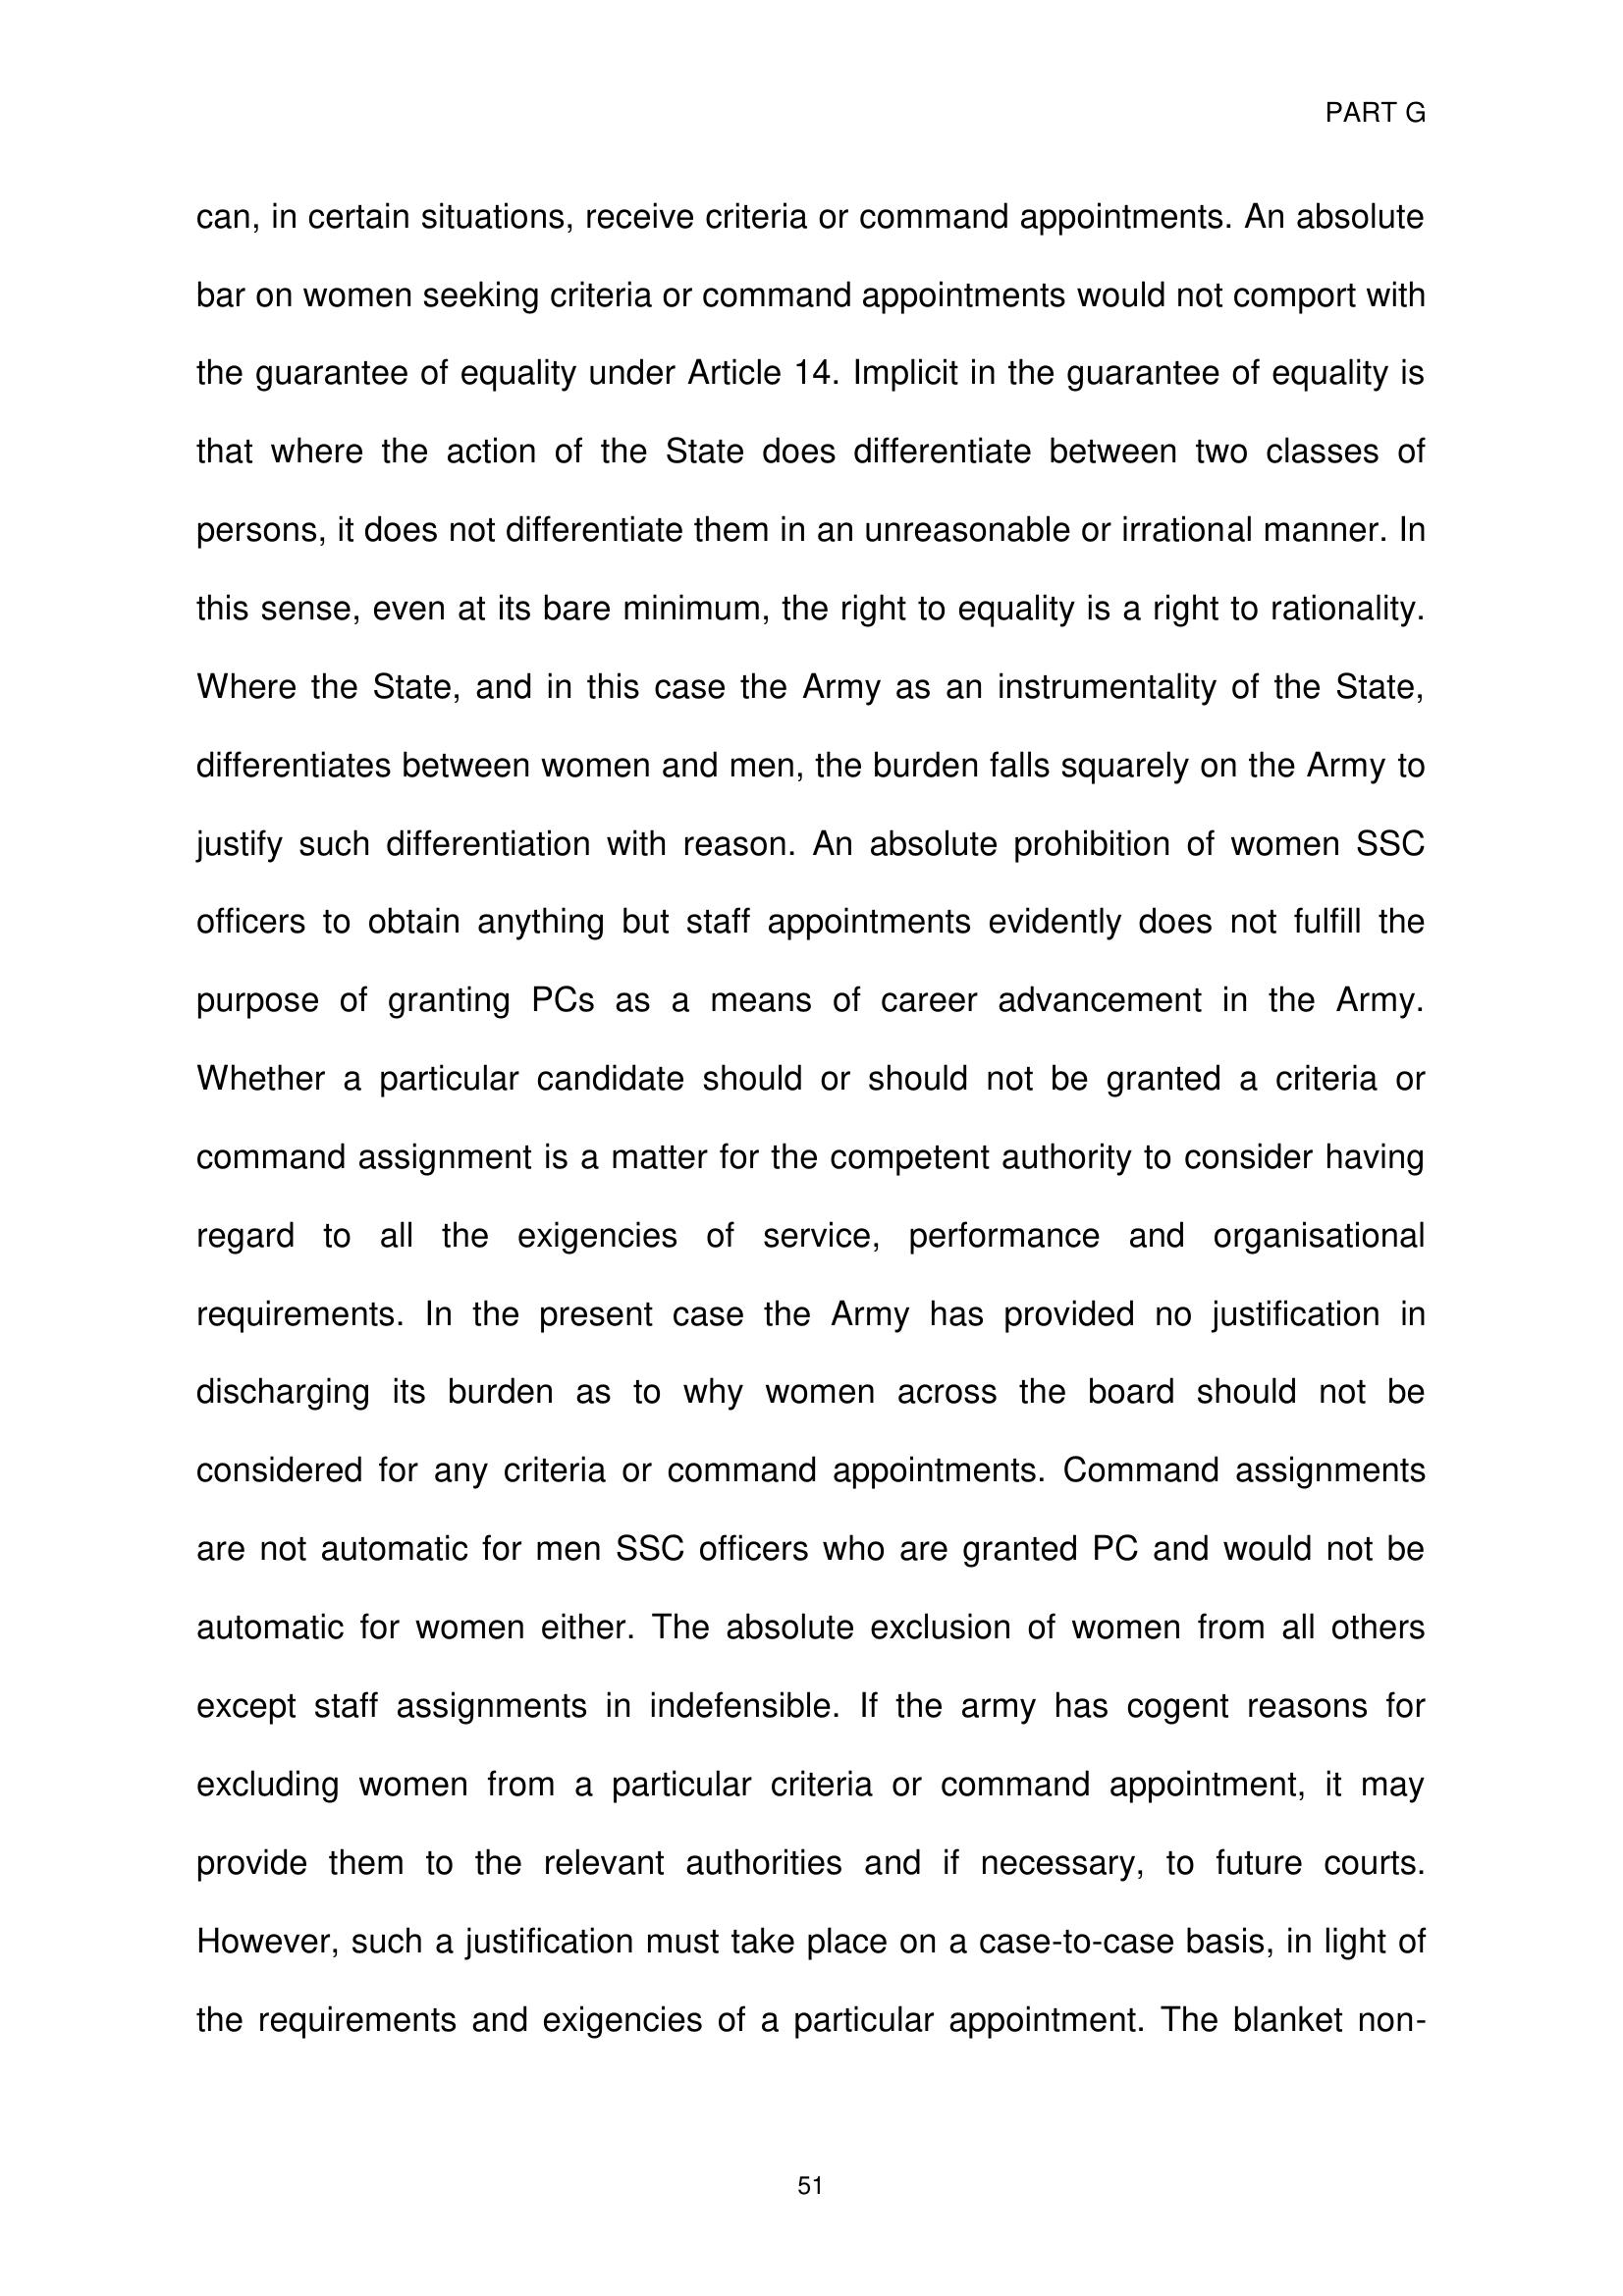 PART G
can, in certain situations, receive criteria or command appointments. An absolute
bar on women seeking criteria or command appointments would not comport with
the guarantee of equality under Article 14. Implicit in the guarantee of equality is
that where the action of the State does differentiate between two classes of
persons, it does not differentiate them in an unreasonable or irrational manner. In
this sense, even at its bare minimum, the right to equality is a right to rationality.
Where the State, and in this case the Army as an instrumentality of the State,
differentiates between women and men, the burden falls squarely on the Army to
justify such differentiation with reason. An absolute prohibition of women SSC
officers to obtain anything but staff appointments evidently does not fulfill the
purpose of granting PCs as a means of career advancement in the Army.
Whether a particular candidate should or should not be granted a criteria or
command assignment is a matter for the competent authority to consider having
regard to all the exigencies of service, performance and organisational
requirements. In the present case the Army has provided no justification in
discharging its burden as to why women across the board should not be
considered for any criteria or command appointments. Command assignments
are not automatic for men SSC officers who are granted PC and would not be
automatic for women either. The absolute exclusion of women from all others
except staff assignments in indefensible. If the army has cogent reasons for
excluding women from a particular criteria or command appointment, it may
provide them to the relevant authorities and if necessary, to future courts.
However, such a justification must take place on a case-to-case basis, in light of
the requirements and exigencies of a particular appointment. The blanket non-
51